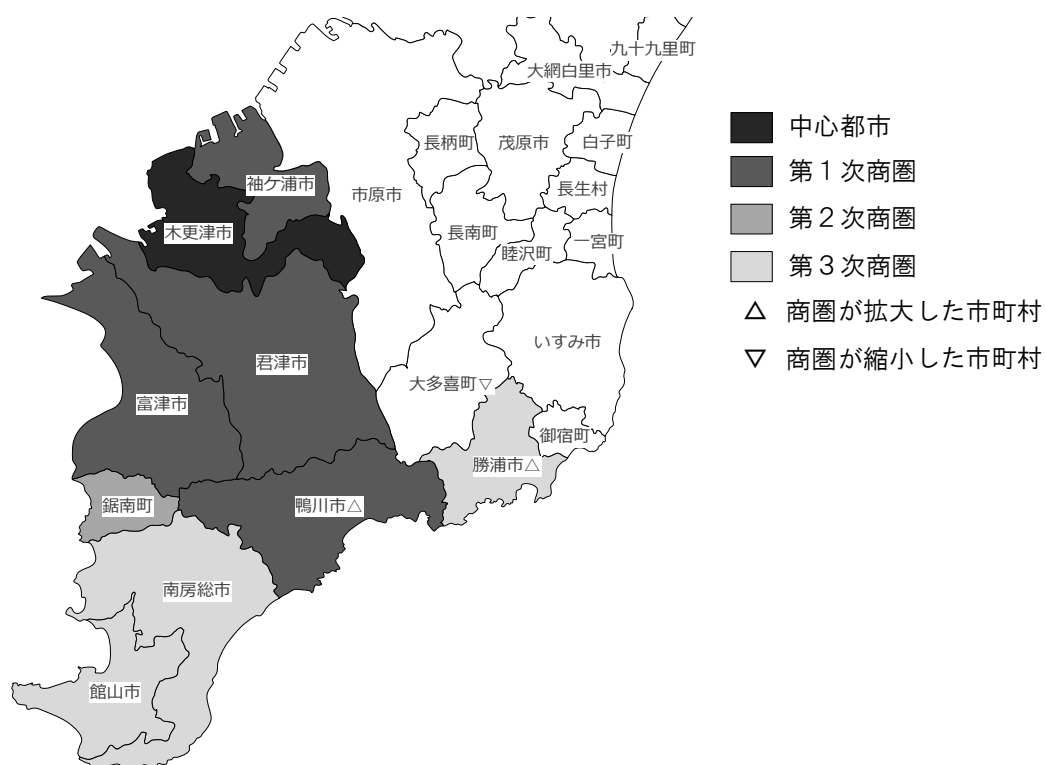 九十九里町
大網白里市
長柄町
茂原市
白子町
袖ケ浦市
市原市
長生村
木更津市
長南町
睦沢町
一宮町
いすみ市
君津市
大多喜町▽
富津市
御宿町
勝浦市△
鋸南町
鴨川市△
南房総市
館山市
中心都市
第1次商圏
第2次商圏
第3次商圏
△ 商圏が拡大した市町村
▽ 商圏が縮小した市町村